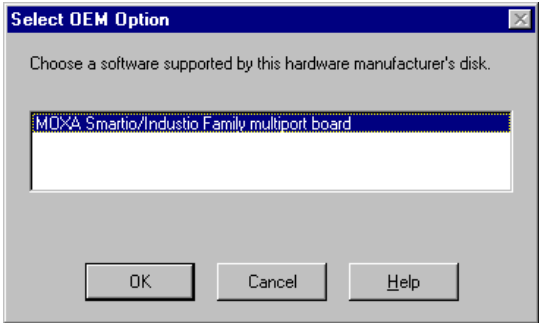 Select OEM Option
Choose a software supported by this hardware manufacturer's disk.
MOXA Smartio/Industio Family multiport board
OK
Cancel
Help